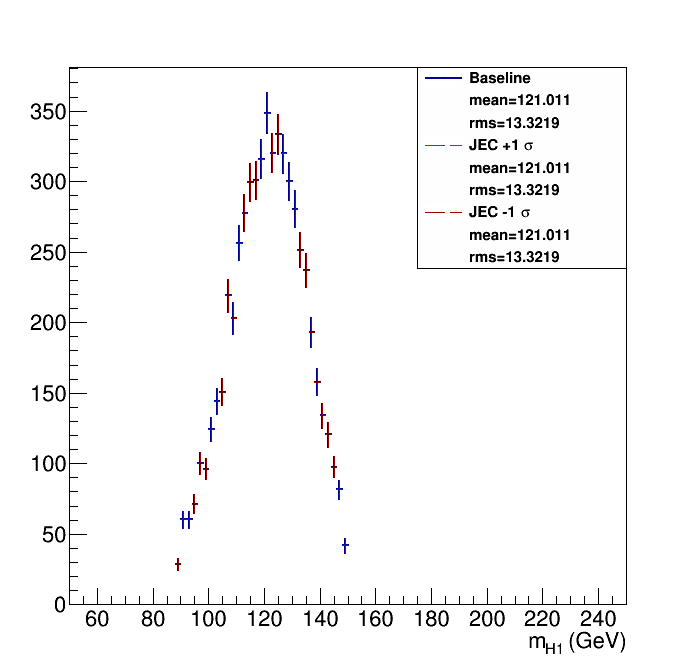 Baseline
mean=121.011
rms=13.3219
JEC +1 σ
mean=121.011
rms=13.3219
JEC -1 σ
mean=121.011
rms=13.3219
350
300
250
200
150
100
50
0
60 80 100 120 140 160 180 200 220 240
m_H1 (GeV)